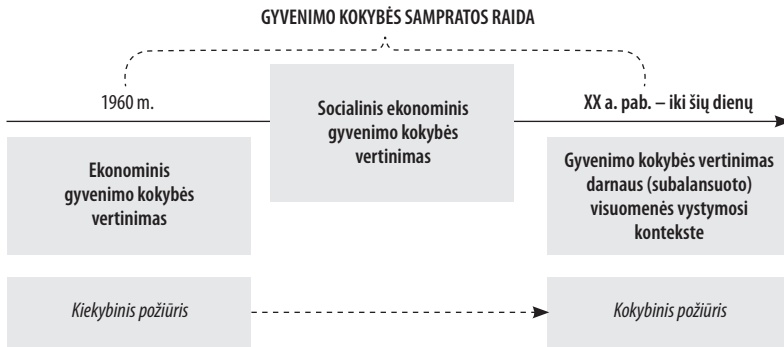 GYVENIMO KOKYBĖS SAMPRATOS RAIDA
1960 m.
Socialinis ekonominis
gyvenimo kokybės
vertinimas
XX a. pab. – iki šių dienų
Ekonominis
gyvenimo kokybės
vertinimas
Gyvenimo kokybės vertinimas
darnaus (subalansuoto)
visuomenės vystymosi
kontekste
Kiekybinis požiūris
Kokybinis požiūris